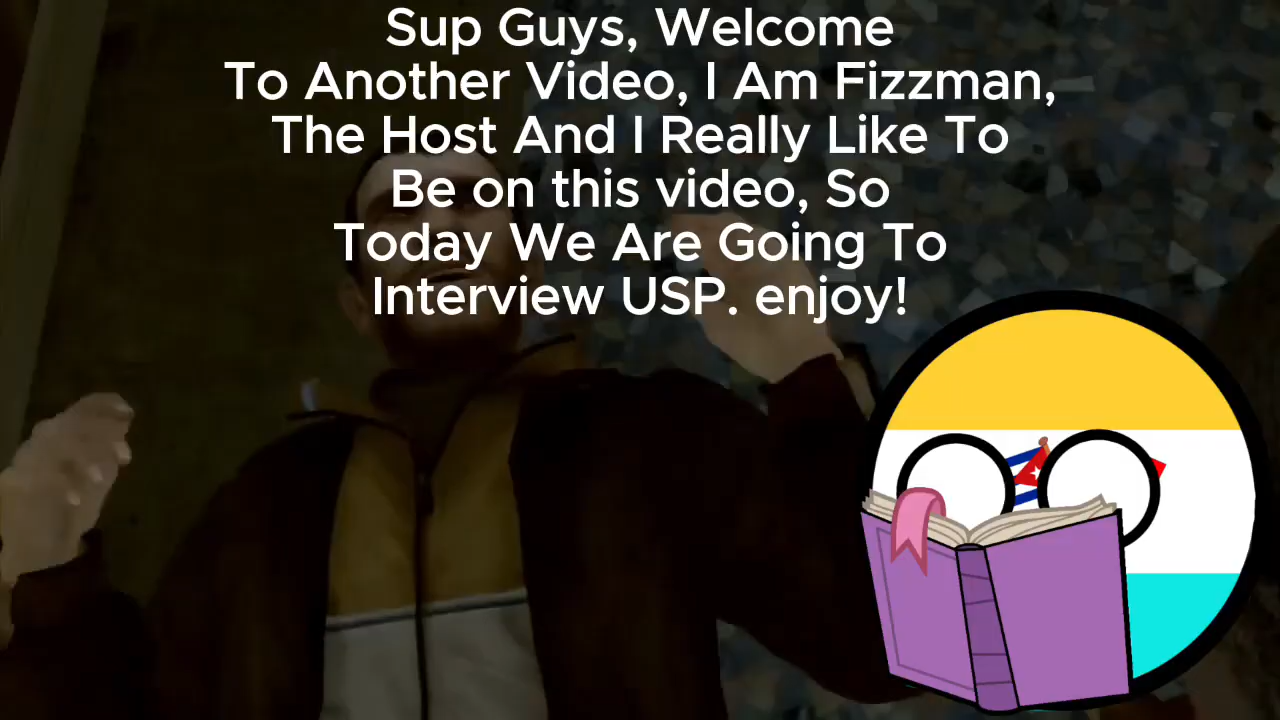 Sup Guys, Welcome
To Another Video, I Am Fizzman,
The Host And I Really Like To
Be on this video, So
Today We Are Going To
Interview USP. enjoy!